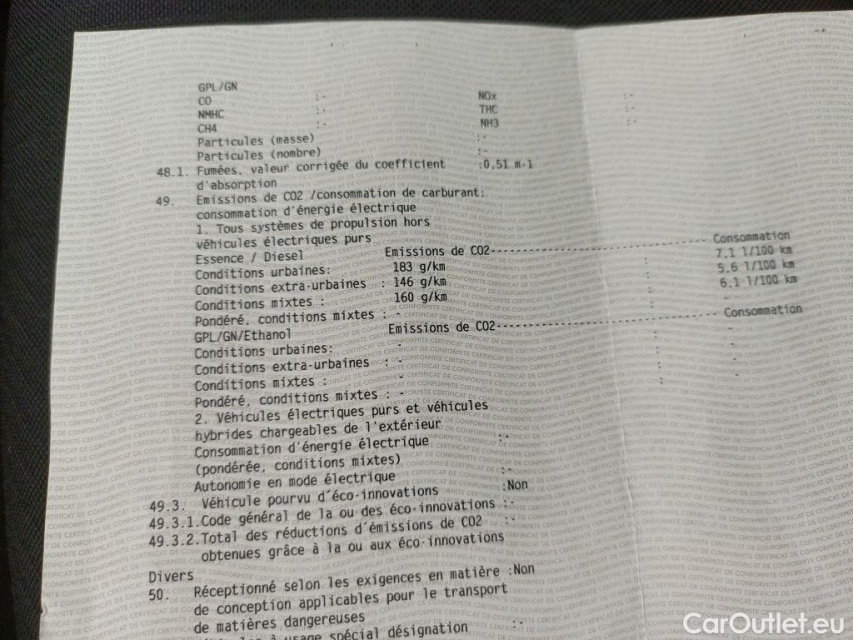 GPL/GN
CO :- NOx :-
NMHC :- THC :-
CH4 :- NH3 :-
Particules (masse) :-
Particules (nombre) :-
48.1. Fumées, valeur corrigée du coefficient :0,51 m-1
d'absorption
49. Emissions de CO2 /consommation de carburant:
consommation d'énergie électrique
1. Tous systèmes de propulsion hors
véhicules électriques purs
Essence / Diesel Emissions de CO2 Consommation
Conditions urbaines: 183 g/km 7,1 l/100 km
Conditions extra-urbaines : 146 g/km : 5,6 l/100 km
Conditions mixtes : 160 g/km : 6,1 l/100 km
Pondéré, conditions mixtes : - : -
GPL/GN/Ethanol Emissions de CO2 Consommation
Conditions urbaines: - : -
Conditions extra-urbaines : - : -
Conditions mixtes : - : -
Pondéré, conditions mixtes : - : -
2. Véhicules électriques purs et véhicules
hybrides chargeables de l'extérieur
Consommation d'énergie électrique :-
(pondérée, conditions mixtes)
Autonomie en mode électrique :-
49.3. Véhicule pourvu d'éco-innovations :Non
49.3.1.Code général de la ou des éco-innovations :-
49.3.2.Total des réductions d'émissions de CO2 :-
obtenues grâce à la ou aux éco-innovations
Divers
50. Réceptionné selon les exigences en matière :Non
de conception applicables pour le transport
de matières dangereuses
à usage spécial désignation :-
CarOutlet.eu